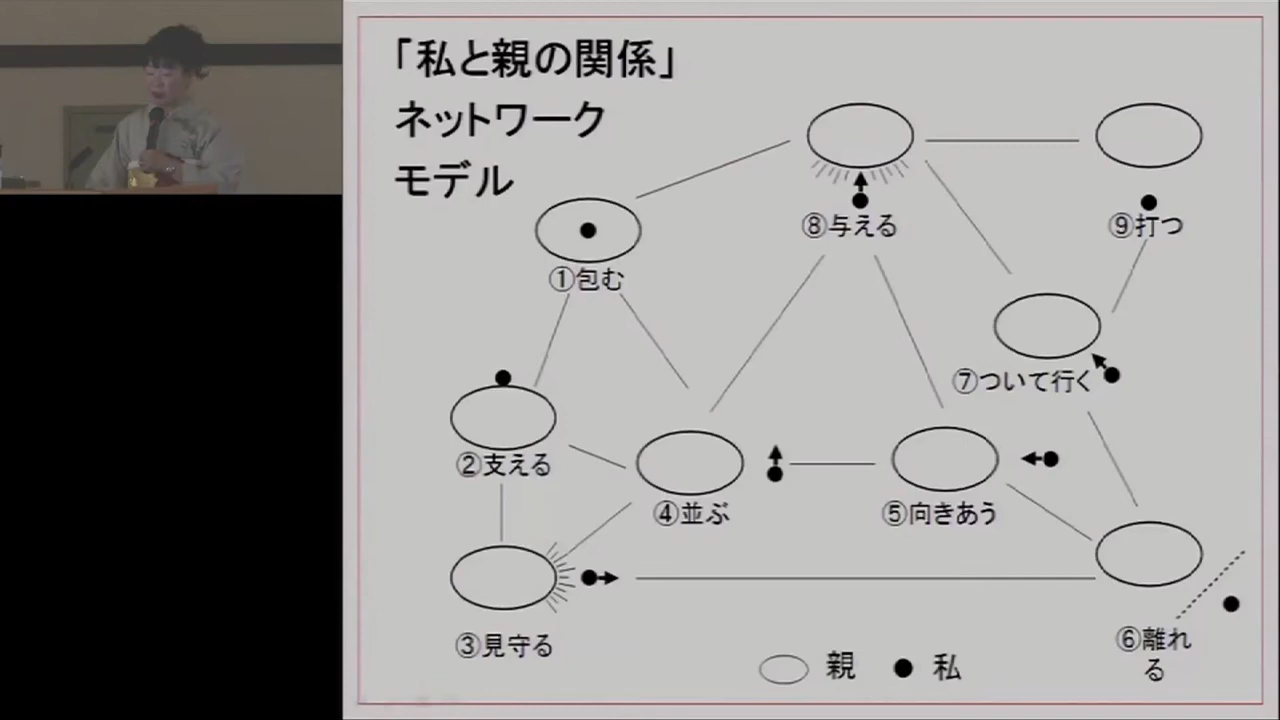 「私と親の関係」
ネットワーク
モデル
①包む
⑧与える
⑨打つ
⑦ついて行く
②支える
④並ぶ
⑤向きあう
③見守る
⑥離れ
る
親
私